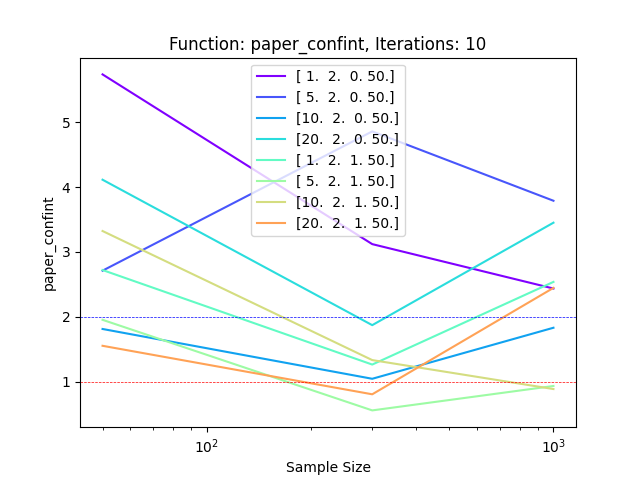 Function: paper_confint, Iterations: 10
[ 1.  2.  0. 50.]
[ 5.  2.  0. 50.]
[10.  2.  0. 50.]
[20.  2.  0. 50.]
[ 1.  2.  1. 50.]
[ 5.  2.  1. 50.]
[10.  2.  1. 50.]
[20.  2.  1. 50.]
paper_confint
5
4
3
2
1
10²
10³
Sample Size